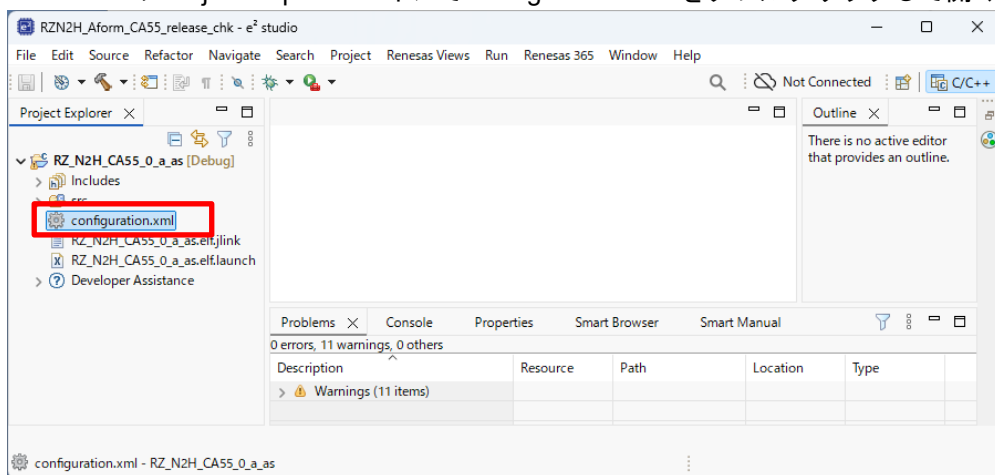 RZN2H_Aform_CA55_release_chk - e² studio
File Edit Source Refactor Navigate Search Project Renesas Views Run Renesas 365 Window Help
Not Connected C/C++
Project Explorer
RZ_N2H_CA55_0_a_as [Debug]
Includes
src
configuration.xml
RZ_N2H_CA55_0_a_as.elf.jlink
RZ_N2H_CA55_0_a_as.elf.launch
Developer Assistance
Outline
There is no active editor
that provides an outline.
Problems Console Properties Smart Browser Smart Manual
0 errors, 11 warnings, 0 others
Description Resource Path Location Type
Warnings (11 items)
configuration.xml - RZ_N2H_CA55_0_a_as